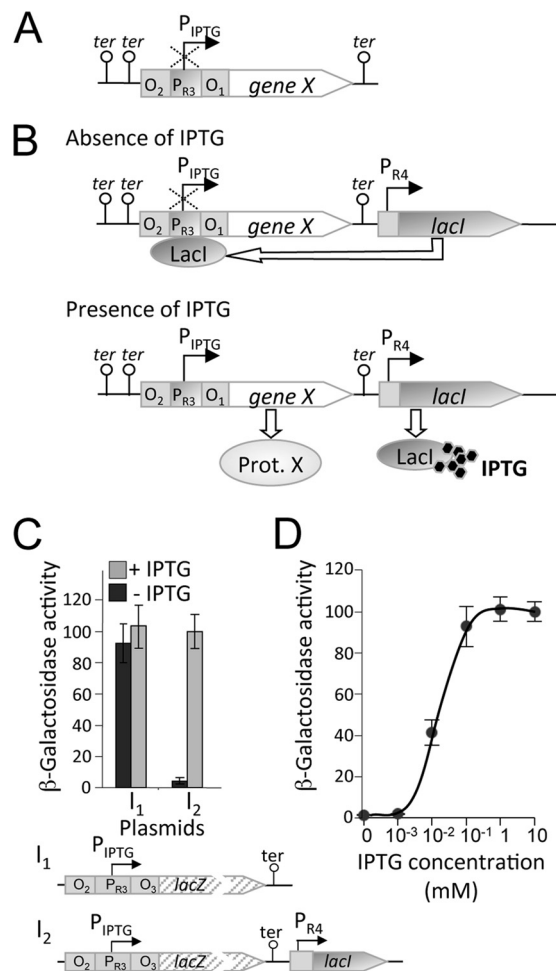 A
ter ter P_IPTG ter
O₂ P_R3 O₁ gene X
B
Absence of IPTG
ter ter P_IPTG ter P_R4
O₂ P_R3 O₁ gene X lacI
LacI
Presence of IPTG
ter ter P_IPTG ter P_R4
O₂ P_R3 O₁ gene X lacI
Prot. X LacI IPTG
C
+ IPTG
- IPTG
β-Galactosidase activity
120
100
80
60
40
20
0
I₁ I₂
Plasmids
D
β-Galactosidase activity
120
100
80
60
40
20
0
0 10⁻³ 10⁻² 10⁻¹ 1 10
IPTG concentration
(mM)
I₁ P_IPTG ter
O₂ P_R3 O₃ lacZ
I₂ P_IPTG ter P_R4
O₂ P_R3 O₃ lacZ lacI